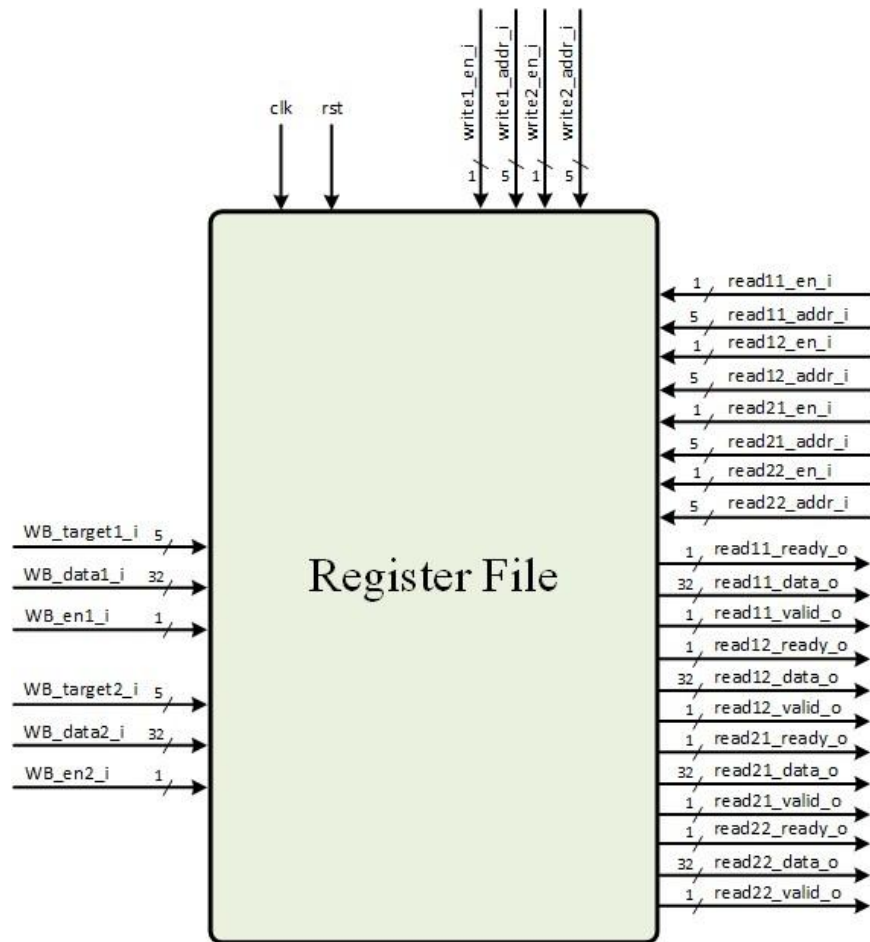 write1_en_i
write1_addr_i
write2_en_i
write2_addr_i
clk rst
1 5 1 5
1 read11_en_i
5 read11_addr_i
1 read12_en_i
5 read12_addr_i
1 read21_en_i
5 read21_addr_i
1 read22_en_i
5 read22_addr_i
WB_target1_i 5
WB_data1_i 32
WB_en1_i 1
WB_target2_i 5
WB_data2_i 32
WB_en2_i 1
Register File
1 read11_ready_o
32 read11_data_o
1 read11_valid_o
1 read12_ready_o
32 read12_data_o
1 read12_valid_o
1 read21_ready_o
32 read21_data_o
1 read21_valid_o
1 read22_ready_o
32 read22_data_o
1 read22_valid_o